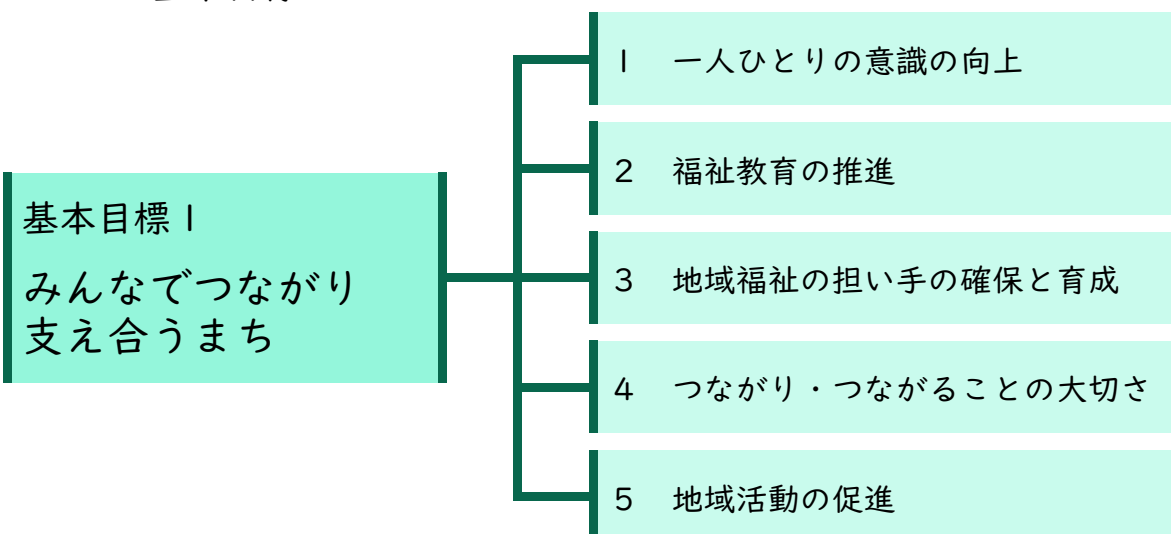 基本目標1
みんなでつながり
支え合うまち
1 一人ひとりの意識の向上
2 福祉教育の推進
3 地域福祉の担い手の確保と育成
4 つながり・つながることの大切さ
5 地域活動の促進